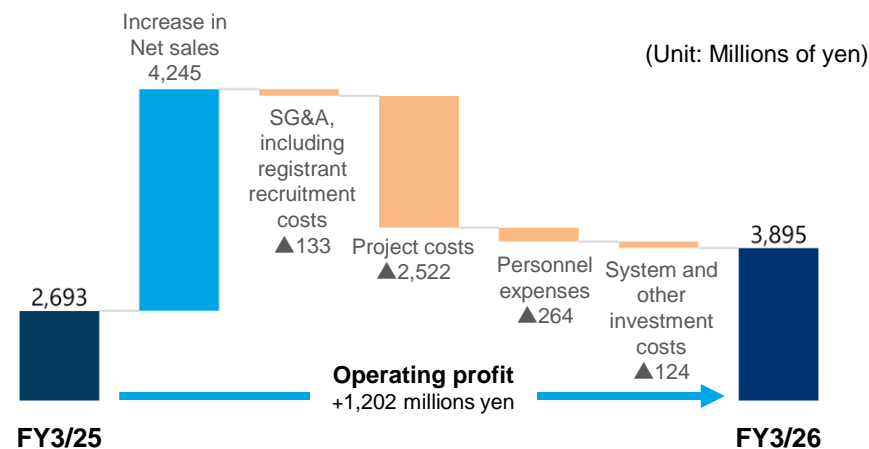 (Unit: Millions of yen)
Increase in
Net sales
4,245
SG&A,
including
registrant
recruitment
costs
▲133
Project costs
▲2,522
Personnel
expenses
▲264
System and
other
investment
costs
▲124
2,693
3,895
Operating profit
+1,202 millions yen
FY3/25
FY3/26